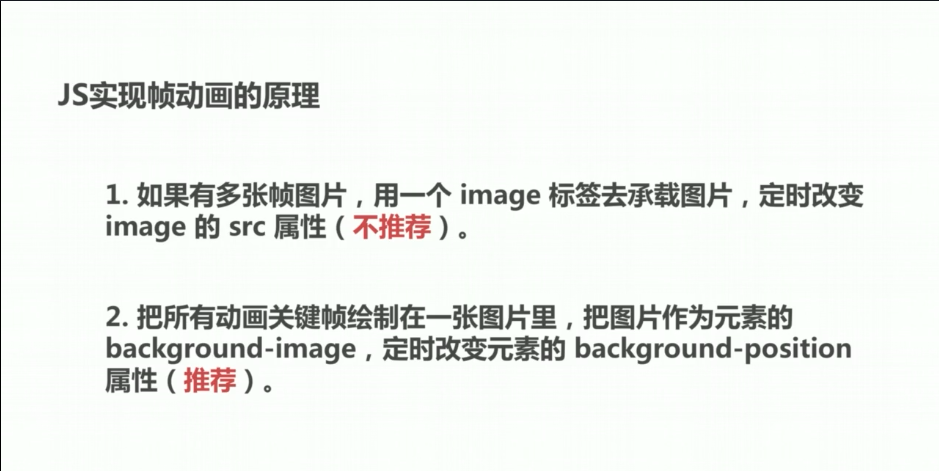 JS实现帧动画的原理
1. 如果有多张帧图片，用一个 image 标签去承载图片，定时改变
image 的 src 属性（不推荐）。
2. 把所有动画关键帧绘制在一张图片里，把图片作为元素的
background-image，定时改变元素的 background-position
属性（推荐）。